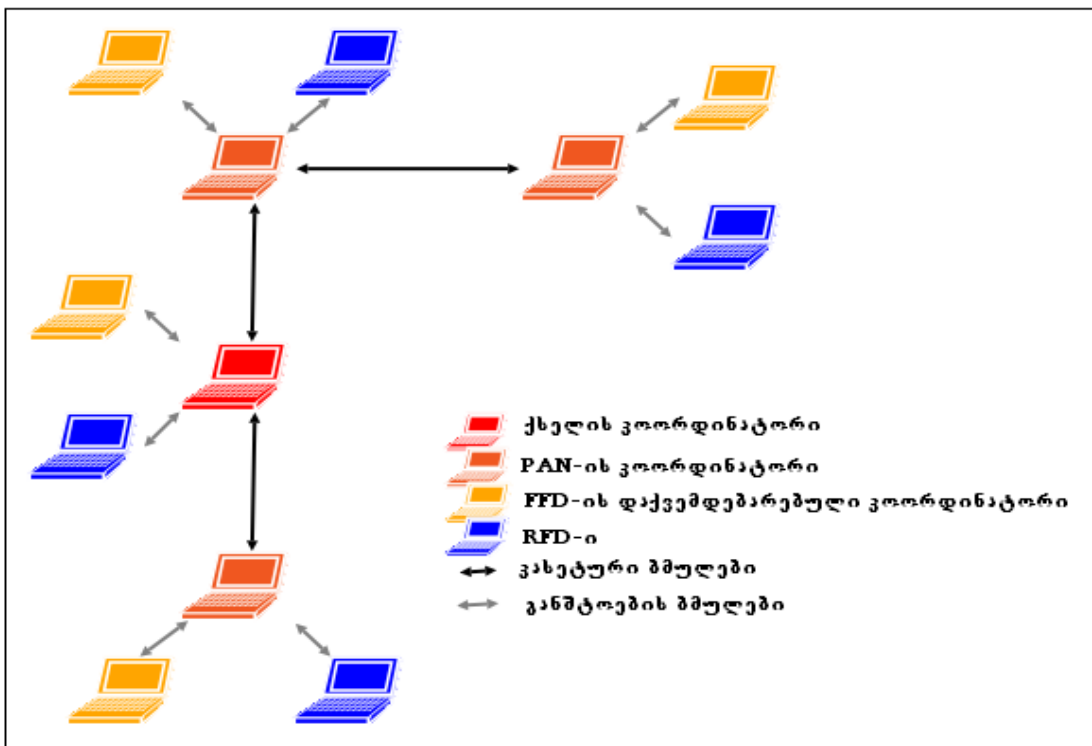 ქსელის კოორდინატორი
PAN-ის კოორდინატორი
FFD-ის დაქვემდებარებული კოორდინატორი
RFD-ი
კასეტური ბმულები
განშტოების ბმულები